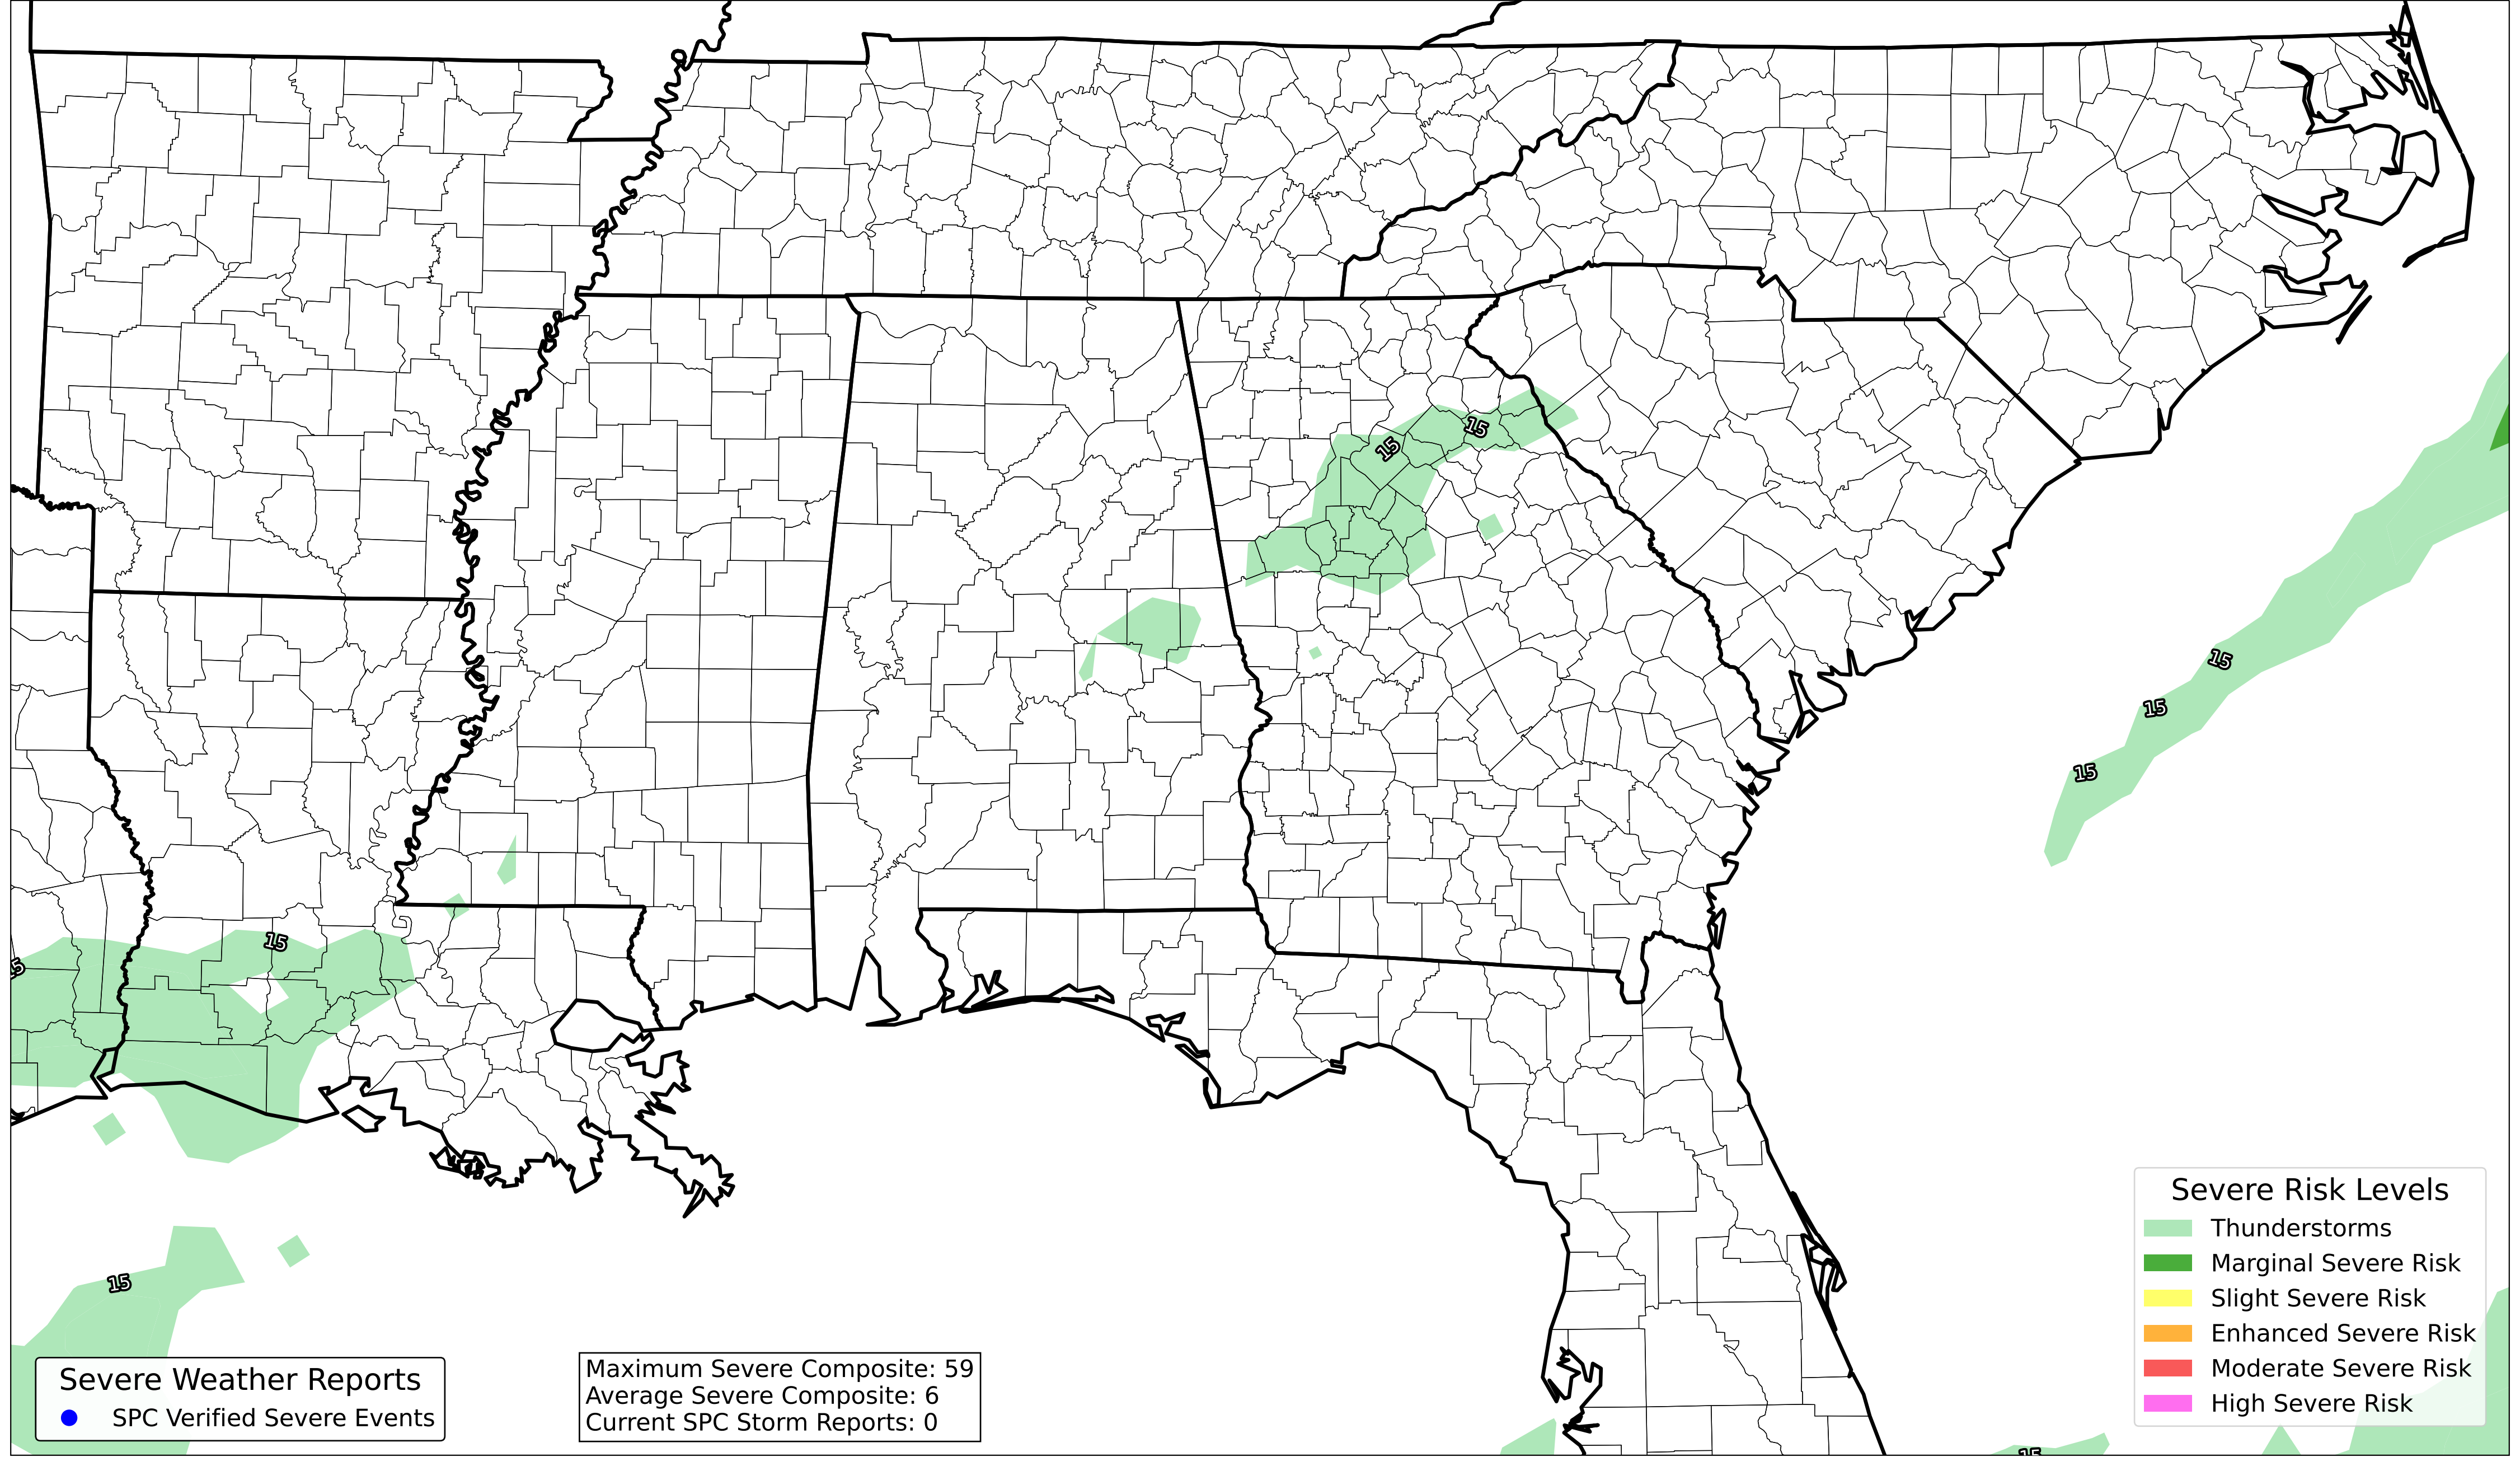 15
15
15
15
15
15
5
15
Severe Risk Levels
Thunderstorms
Marginal Severe Risk
Slight Severe Risk
Enhanced Severe Risk
Moderate Severe Risk
High Severe Risk
Severe Weather Reports
SPC Verified Severe Events
Maximum Severe Composite: 59
Average Severe Composite: 6
Current SPC Storm Reports: 0
15